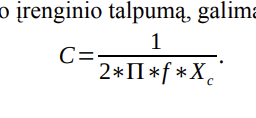 o įrenginio talpumą, galima
C = 1 / (2*Π*f*X_c).